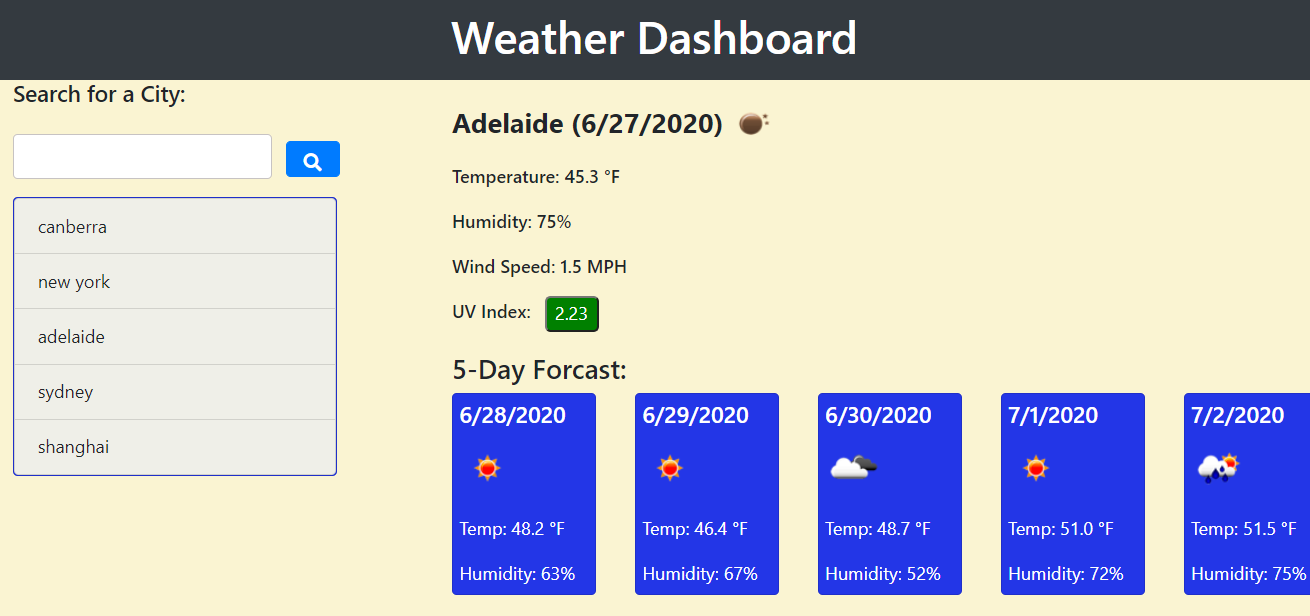 Weather Dashboard
Search for a City:
canberra
new york
adelaide
sydney
shanghai
Adelaide (6/27/2020)
Temperature: 45.3 °F
Humidity: 75%
Wind Speed: 1.5 MPH
UV Index: 2.23
5-Day Forcast:
6/28/2020
Temp: 48.2 °F
Humidity: 63%
6/29/2020
Temp: 46.4 °F
Humidity: 67%
6/30/2020
Temp: 48.7 °F
Humidity: 52%
7/1/2020
Temp: 51.0 °F
Humidity: 72%
7/2/2020
Temp: 51.5 °F
Humidity: 75%